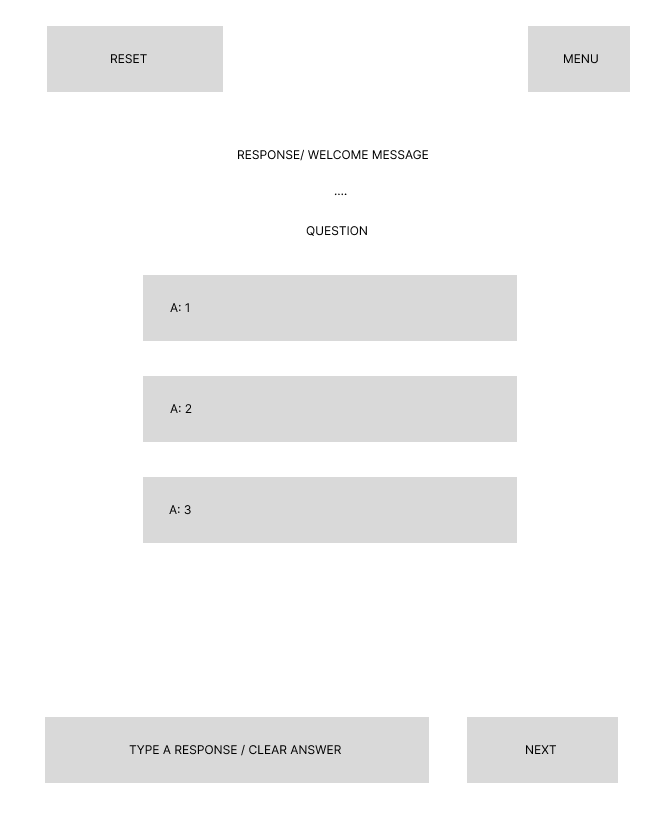 RESET
MENU
RESPONSE/ WELCOME MESSAGE
....
QUESTION
A: 1
A: 2
A: 3
TYPE A RESPONSE / CLEAR ANSWER
NEXT